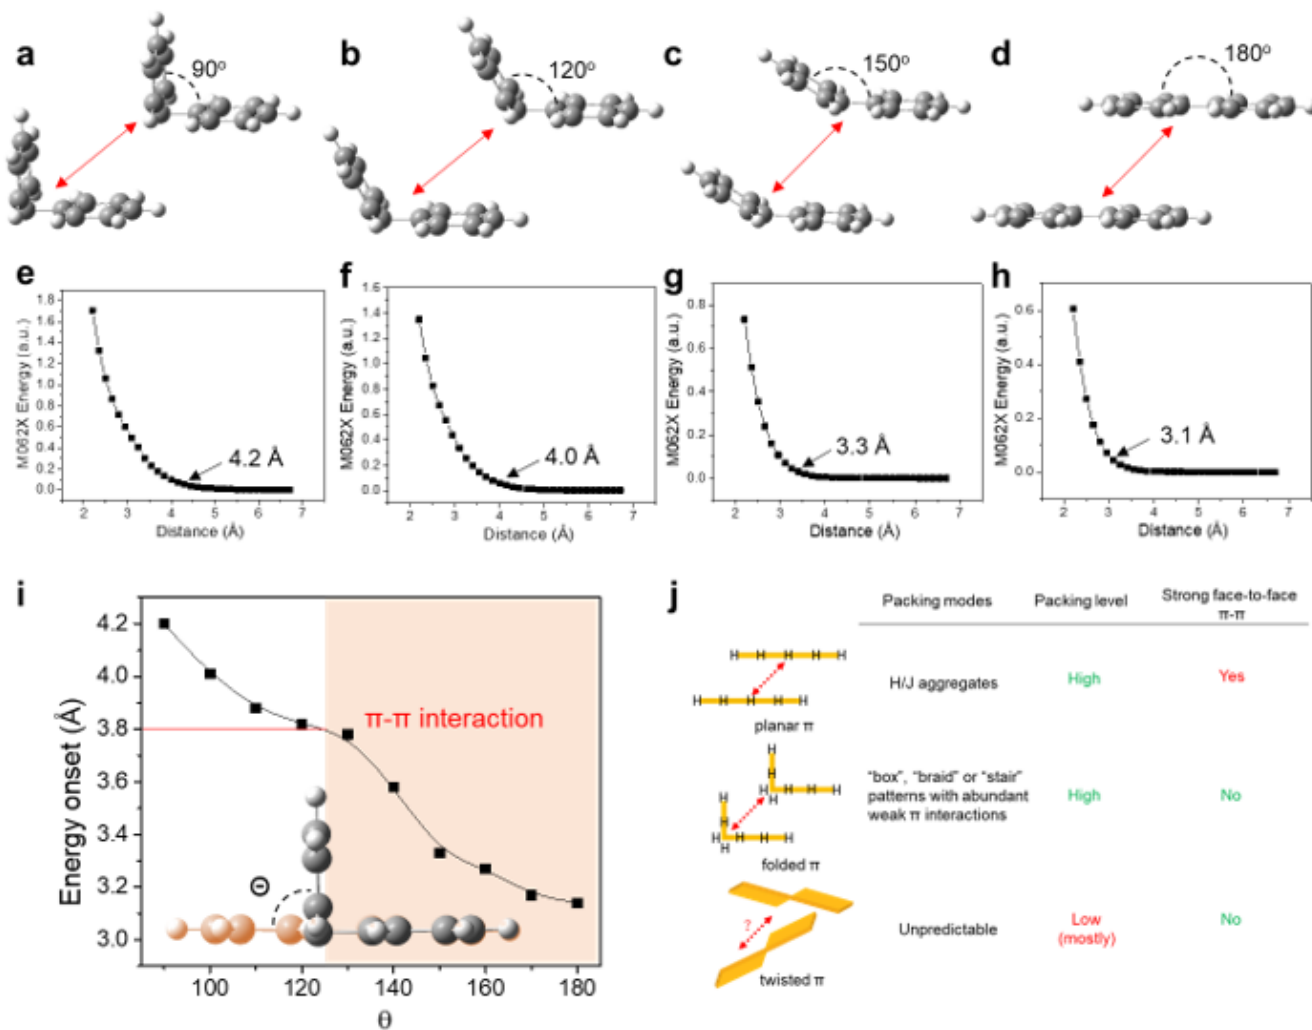 a
b
c
d
90°
120°
150°
180°
e
f
g
h
M062X Energy (a.u.)
1.8
1.6
1.4
1.2
1.0
0.8
0.6
0.4
0.2
0.0
4.2 Å
2 3 4 5 6 7
Distance (Å)
M062X Energy (a.u.)
1.6
1.4
1.2
1.0
0.8
0.6
0.4
0.2
0.0
4.0 Å
2 3 4 5 6 7
Distance (Å)
M062X Energy (a.u.)
0.8
0.6
0.4
0.2
0.0
3.3 Å
2 3 4 5 6 7
Distance (Å)
M062X Energy (a.u.)
0.6
0.4
0.2
0.0
3.1 Å
2 3 4 5 6 7
Distance (Å)
i
Energy onset (Å)
4.2
4.0
3.8
3.6
3.4
3.2
3.0
π-π interaction
Θ
100 120 140 160 180
θ
j
Packing modes Packing level Strong face-to-face
π-π
H H H H H
H H H H H
planar π
H/J aggregates High Yes
H
H
H H H H H
H
H
H
H H H H H
H
folded π
"box", "braid" or "stair"
patterns with abundant
weak π interactions
High No
?
twisted π
Unpredictable Low
(mostly)
No